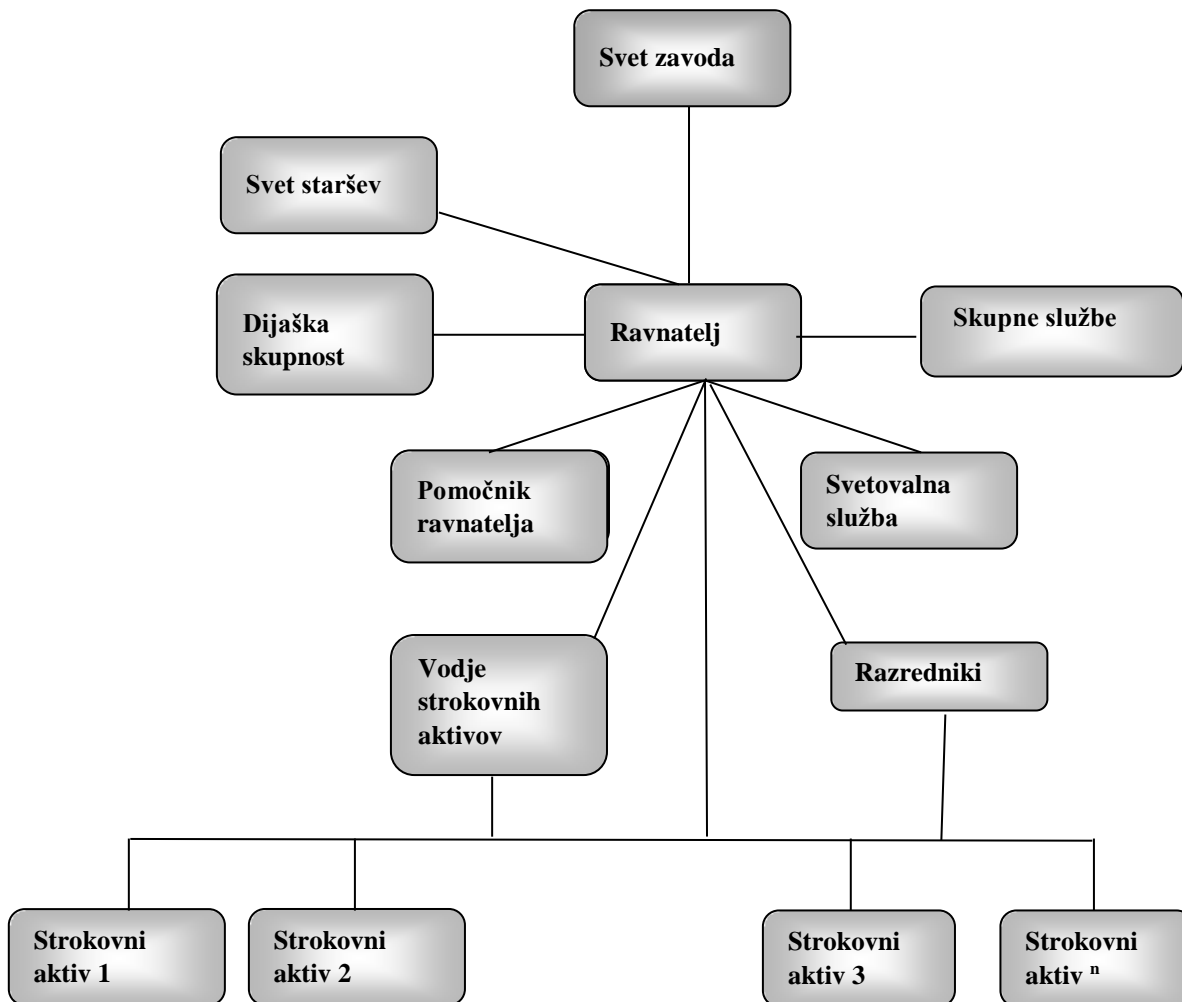 Svet zavoda
Svet staršev
Dijaška
skupnost
Ravnatelj
Skupne službe
Pomočnik
ravnatelja
Svetovalna
služba
Vodje
strokovnih
aktivov
Razredniki
Strokovni
aktiv 1
Strokovni
aktiv 2
Strokovni
aktiv 3
Strokovni
aktiv ⁿ